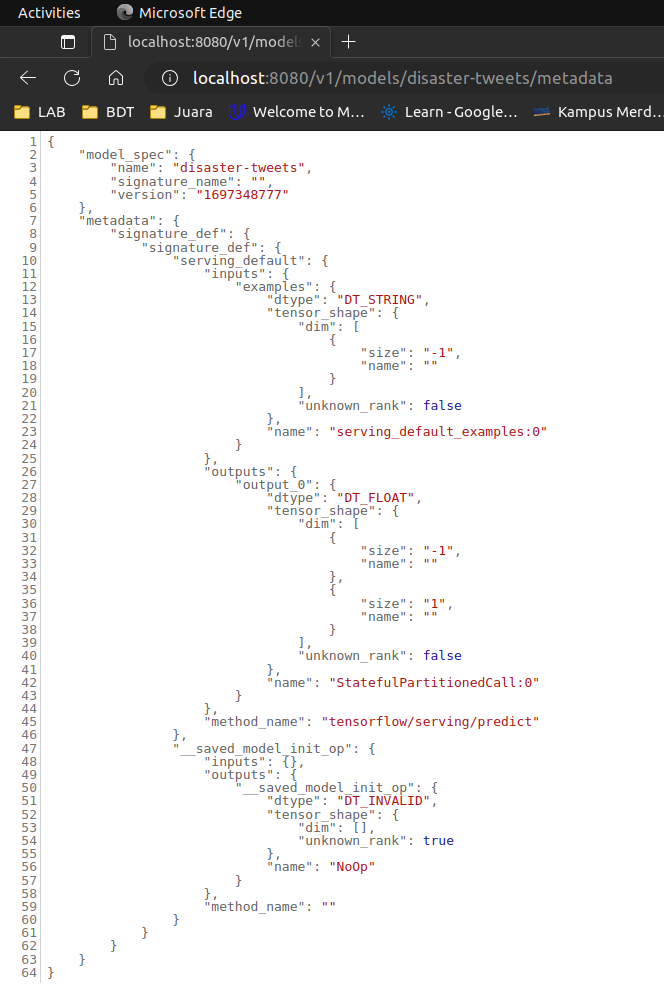 Activities Microsoft Edge
localhost:8080/v1/models
localhost:8080/v1/models/disaster-tweets/metadata
LAB BDT Juara Welcome to M... Learn - Google... Kampus Merd...
1 {
2 "model_spec": {
3 "name": "disaster-tweets",
4 "signature_name": "",
5 "version": "1697348777"
6 },
7 "metadata": {
8 "signature_def": {
9 "signature_def": {
10 "serving_default": {
11 "inputs": {
12 "examples": {
13 "dtype": "DT_STRING",
14 "tensor_shape": {
15 "dim": [
16 {
17 "size": "-1",
18 "name": ""
19 }
20 ],
21 "unknown_rank": false
22 },
23 "name": "serving_default_examples:0"
24 }
25 },
26 "outputs": {
27 "output_0": {
28 "dtype": "DT_FLOAT",
29 "tensor_shape": {
30 "dim": [
31 {
32 "size": "-1",
33 "name": ""
34 },
35 {
36 "size": "1",
37 "name": ""
38 }
39 ],
40 "unknown_rank": false
41 },
42 "name": "StatefulPartitionedCall:0"
43 }
44 },
45 "method_name": "tensorflow/serving/predict"
46 },
47 "__saved_model_init_op": {
48 "inputs": {},
49 "outputs": {
50 "__saved_model_init_op": {
51 "dtype": "DT_INVALID",
52 "tensor_shape": {
53 "dim": [],
54 "unknown_rank": true
55 },
56 "name": "NoOp"
57 }
58 },
59 "method_name": ""
60 }
61 }
62 }
63 }
64 }